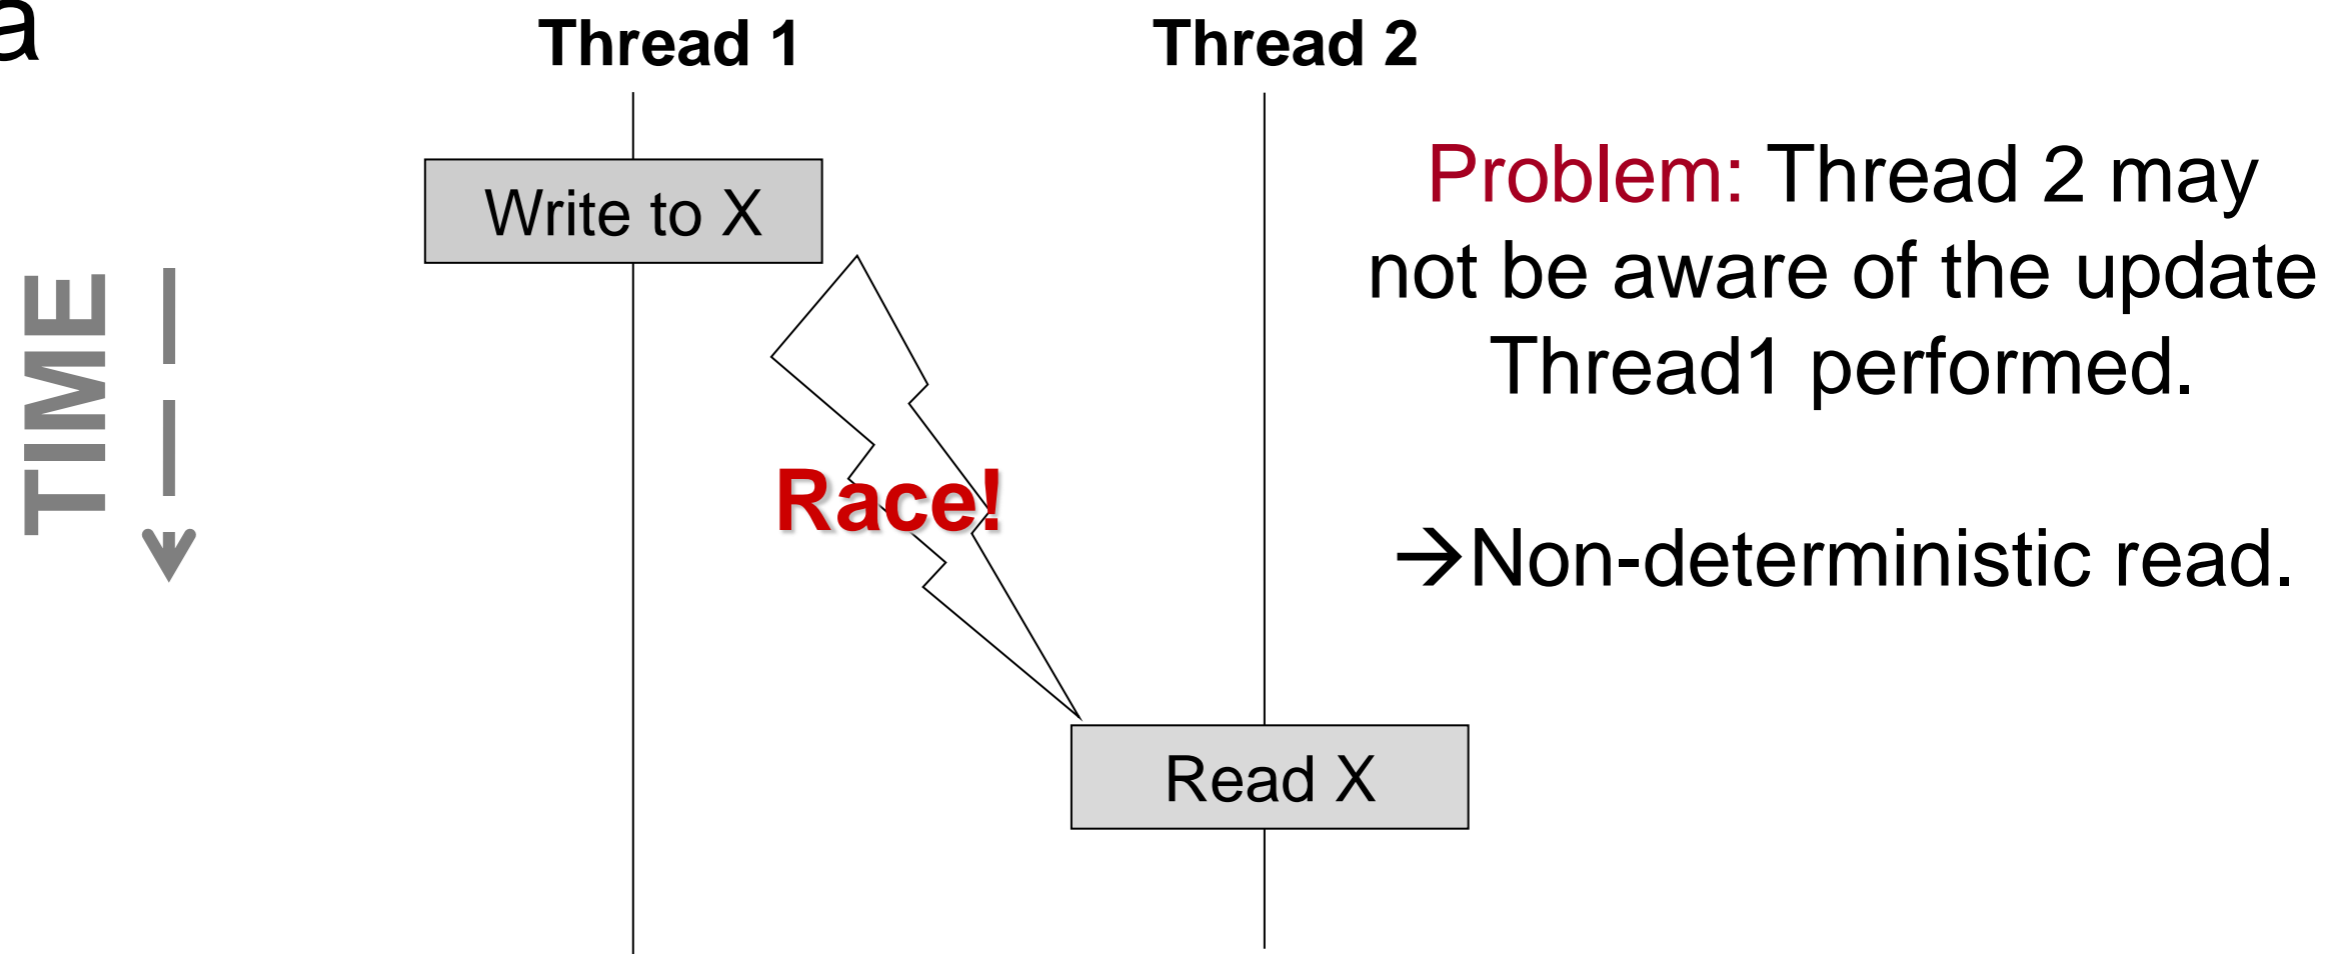 a
Thread 1
Thread 2
Write to X
Problem: Thread 2 may
not be aware of the update
Thread1 performed.
TIME
Race!
→Non-deterministic read.
Read X